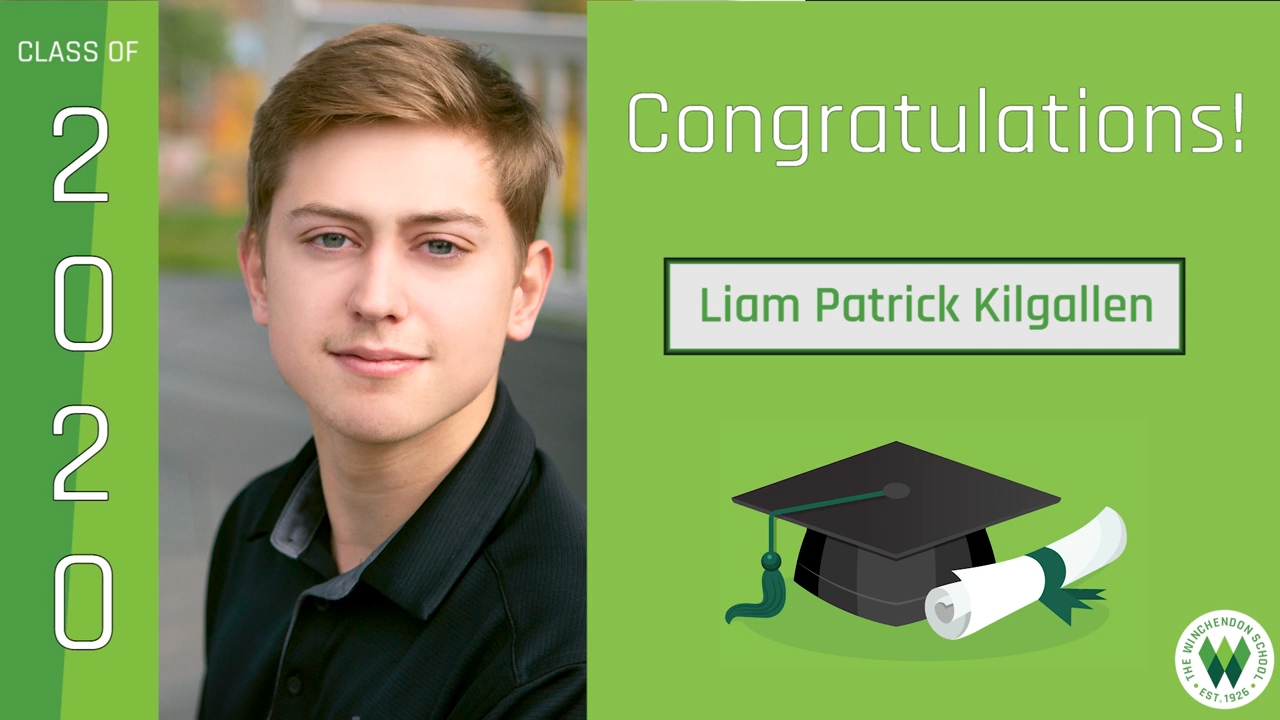 CLASS OF
2
0
2
0
Congratulations!
Liam Patrick Kilgallen
THE WINCHENDON SCHOOL
• EST. 1926 •